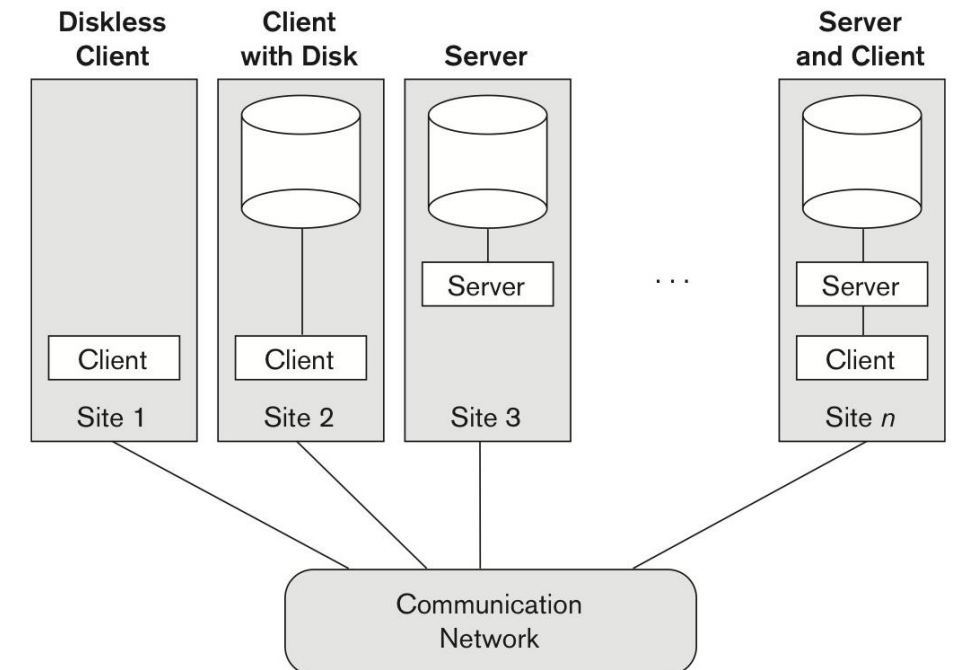 Diskless
Client
Client
with Disk
Server
Server
and Client
Client
Site 1
Client
Site 2
Server
Site 3
. . .
Server
Client
Site n
Communication
Network